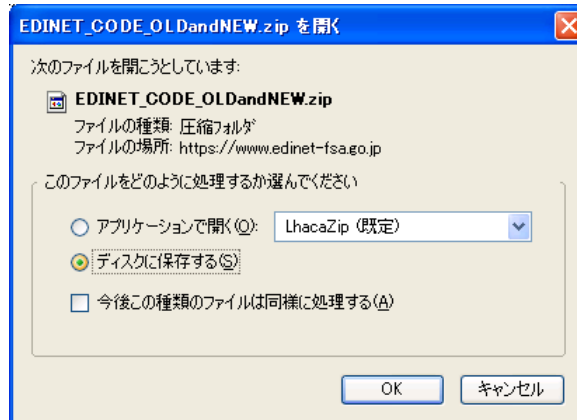 EDINET_CODE_OLDandNEW.zip を開く
次のファイルを開こうとしています:
EDINET_CODE_OLDandNEW.zip
ファイルの種類: 圧縮フォルダ
ファイルの場所: https://www.edinet-fsa.go.jp
このファイルをどのように処理するか選んでください
アプリケーションで開く(O): LhacaZip (既定)
ディスクに保存する(S)
今後この種類のファイルは同様に処理する(A)
OK キャンセル